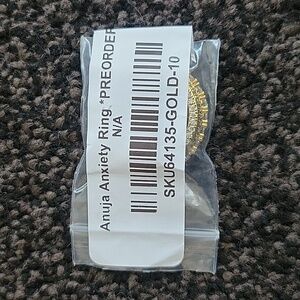 Anuja Anxiety Ring *PREORDER
N/A
SKU64135-GOLD-10